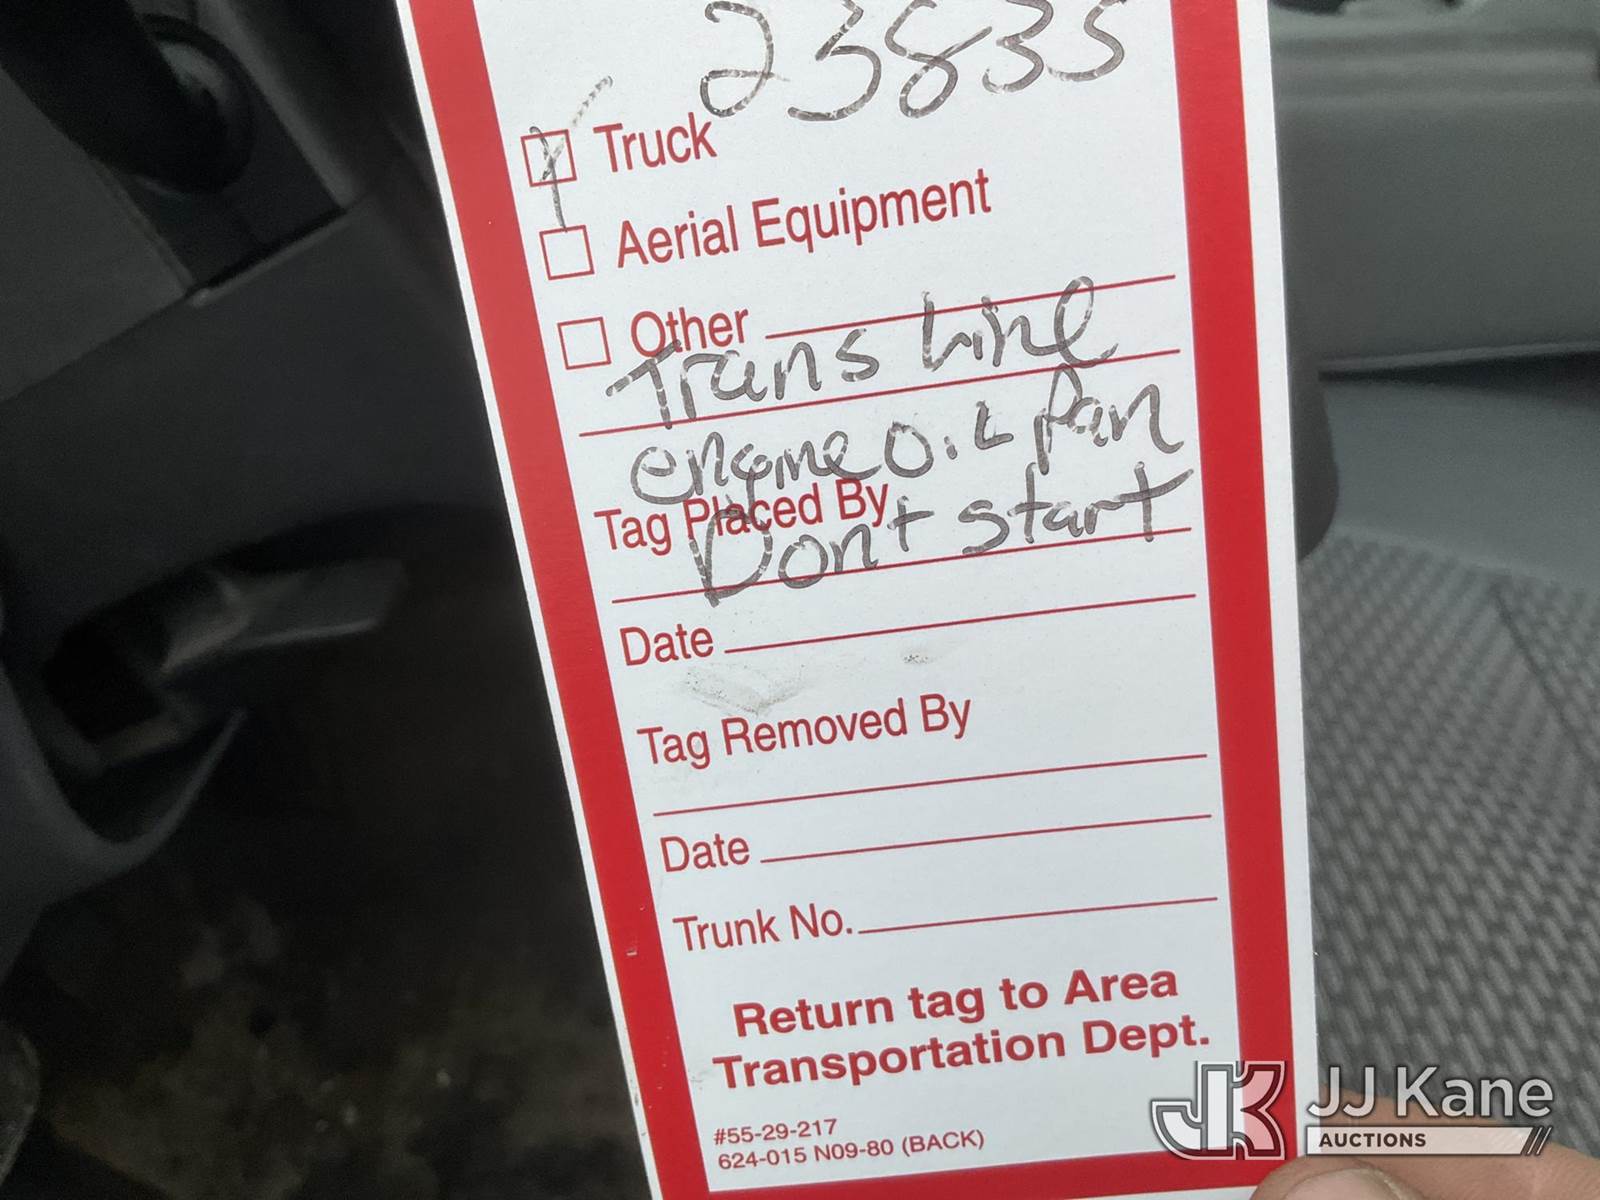 23835
Truck
Aerial Equipment
Other
Trans Line
engine OiL Pan
Tag Placed By
Dont start
Date
Tag Removed By
Date
Trunk No.
Return tag to Area
Transportation Dept.
#55-29-217
624-015 N09-80 (BACK)
JK JJ Kane
AUCTIONS